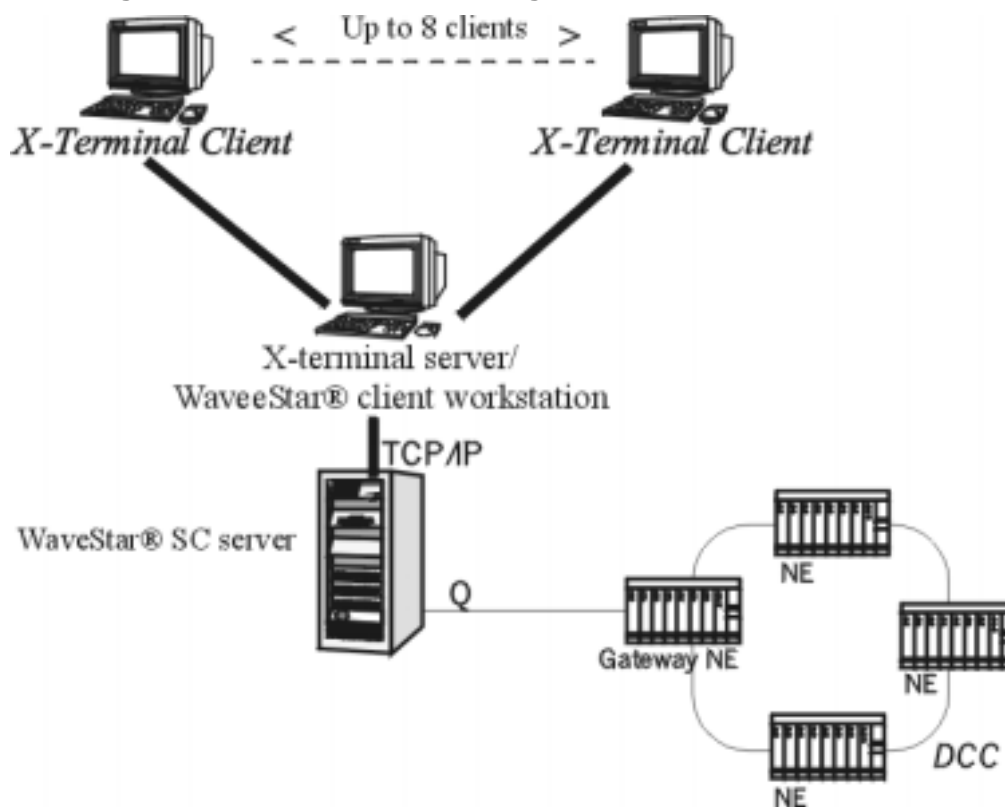 < Up to 8 clients >
X-Terminal Client
X-Terminal Client
X-terminal server/
WaveeStar® client workstation
TCP/IP
WaveStar® SC server
Q
NE
Gateway NE
NE
DCC
NE